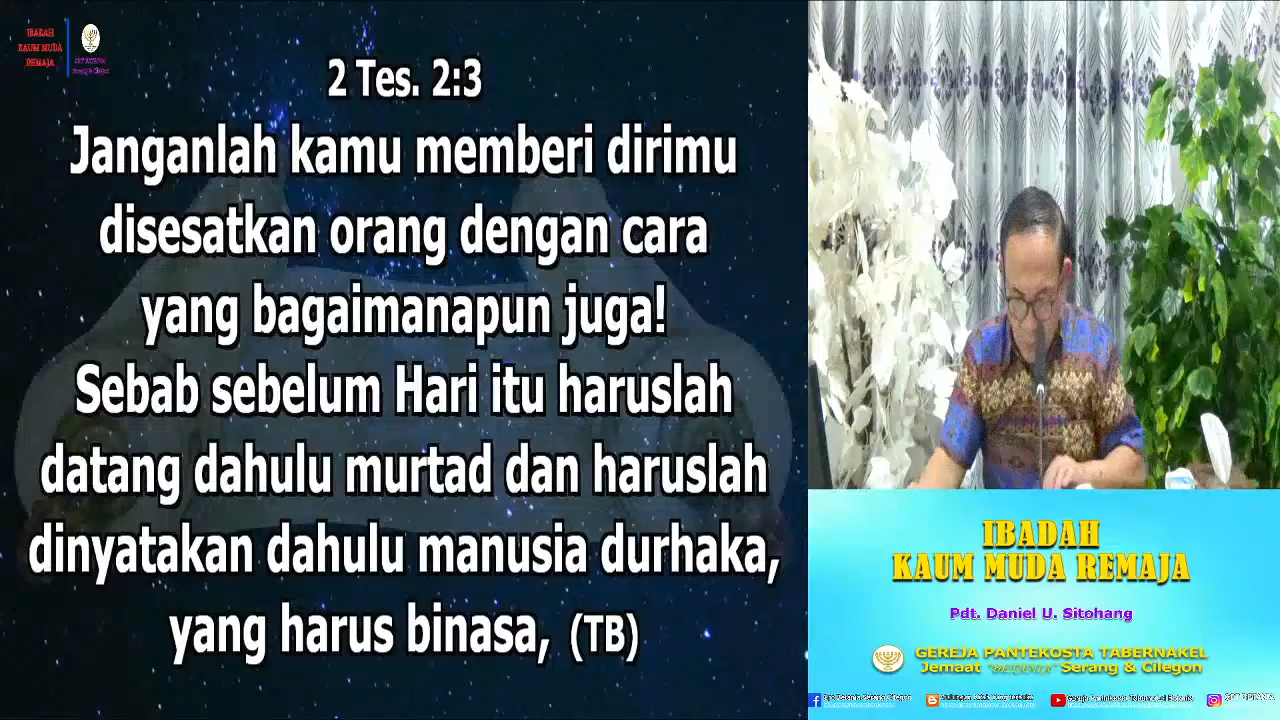 IBADAH
KAUM MUDA
REMAJA
2 Tes. 2:3
Janganlah kamu memberi dirimu
disesatkan orang dengan cara
yang bagaimanapun juga!
Sebab sebelum Hari itu haruslah
datang dahulu murtad dan haruslah
dinyatakan dahulu manusia durhaka,
yang harus binasa, (TB)
IBADAH
KAUM MUDA REMAJA
Pdt. Daniel U. Sitohang
GEREJA PANTEKOSTA TABERNAKEL
Jemaat "BETANIA" Serang & Cilegon